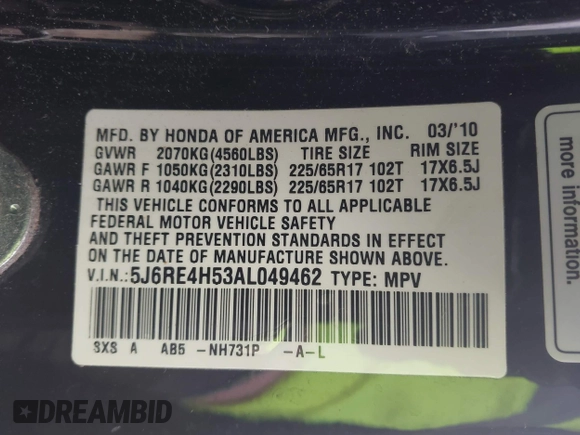 MFD. BY HONDA OF AMERICA MFG., INC. 03/'10
GVWR 2070KG(4560LBS) TIRE SIZE RIM SIZE
GAWR F 1050KG(2310LBS) 225/65R17 102T 17X6.5J
GAWR R 1040KG(2290LBS) 225/65R17 102T 17X6.5J
THIS VEHICLE CONFORMS TO ALL APPLICABLE
FEDERAL MOTOR VEHICLE SAFETY
AND THEFT PREVENTION STANDARDS IN EFFECT
ON THE DATE OF MANUFACTURE SHOWN ABOVE.
V.I.N.:5J6RE4H53AL049462 TYPE: MPV
SXS A AB5 -NH731P -A-L
more information.
DREAMBID